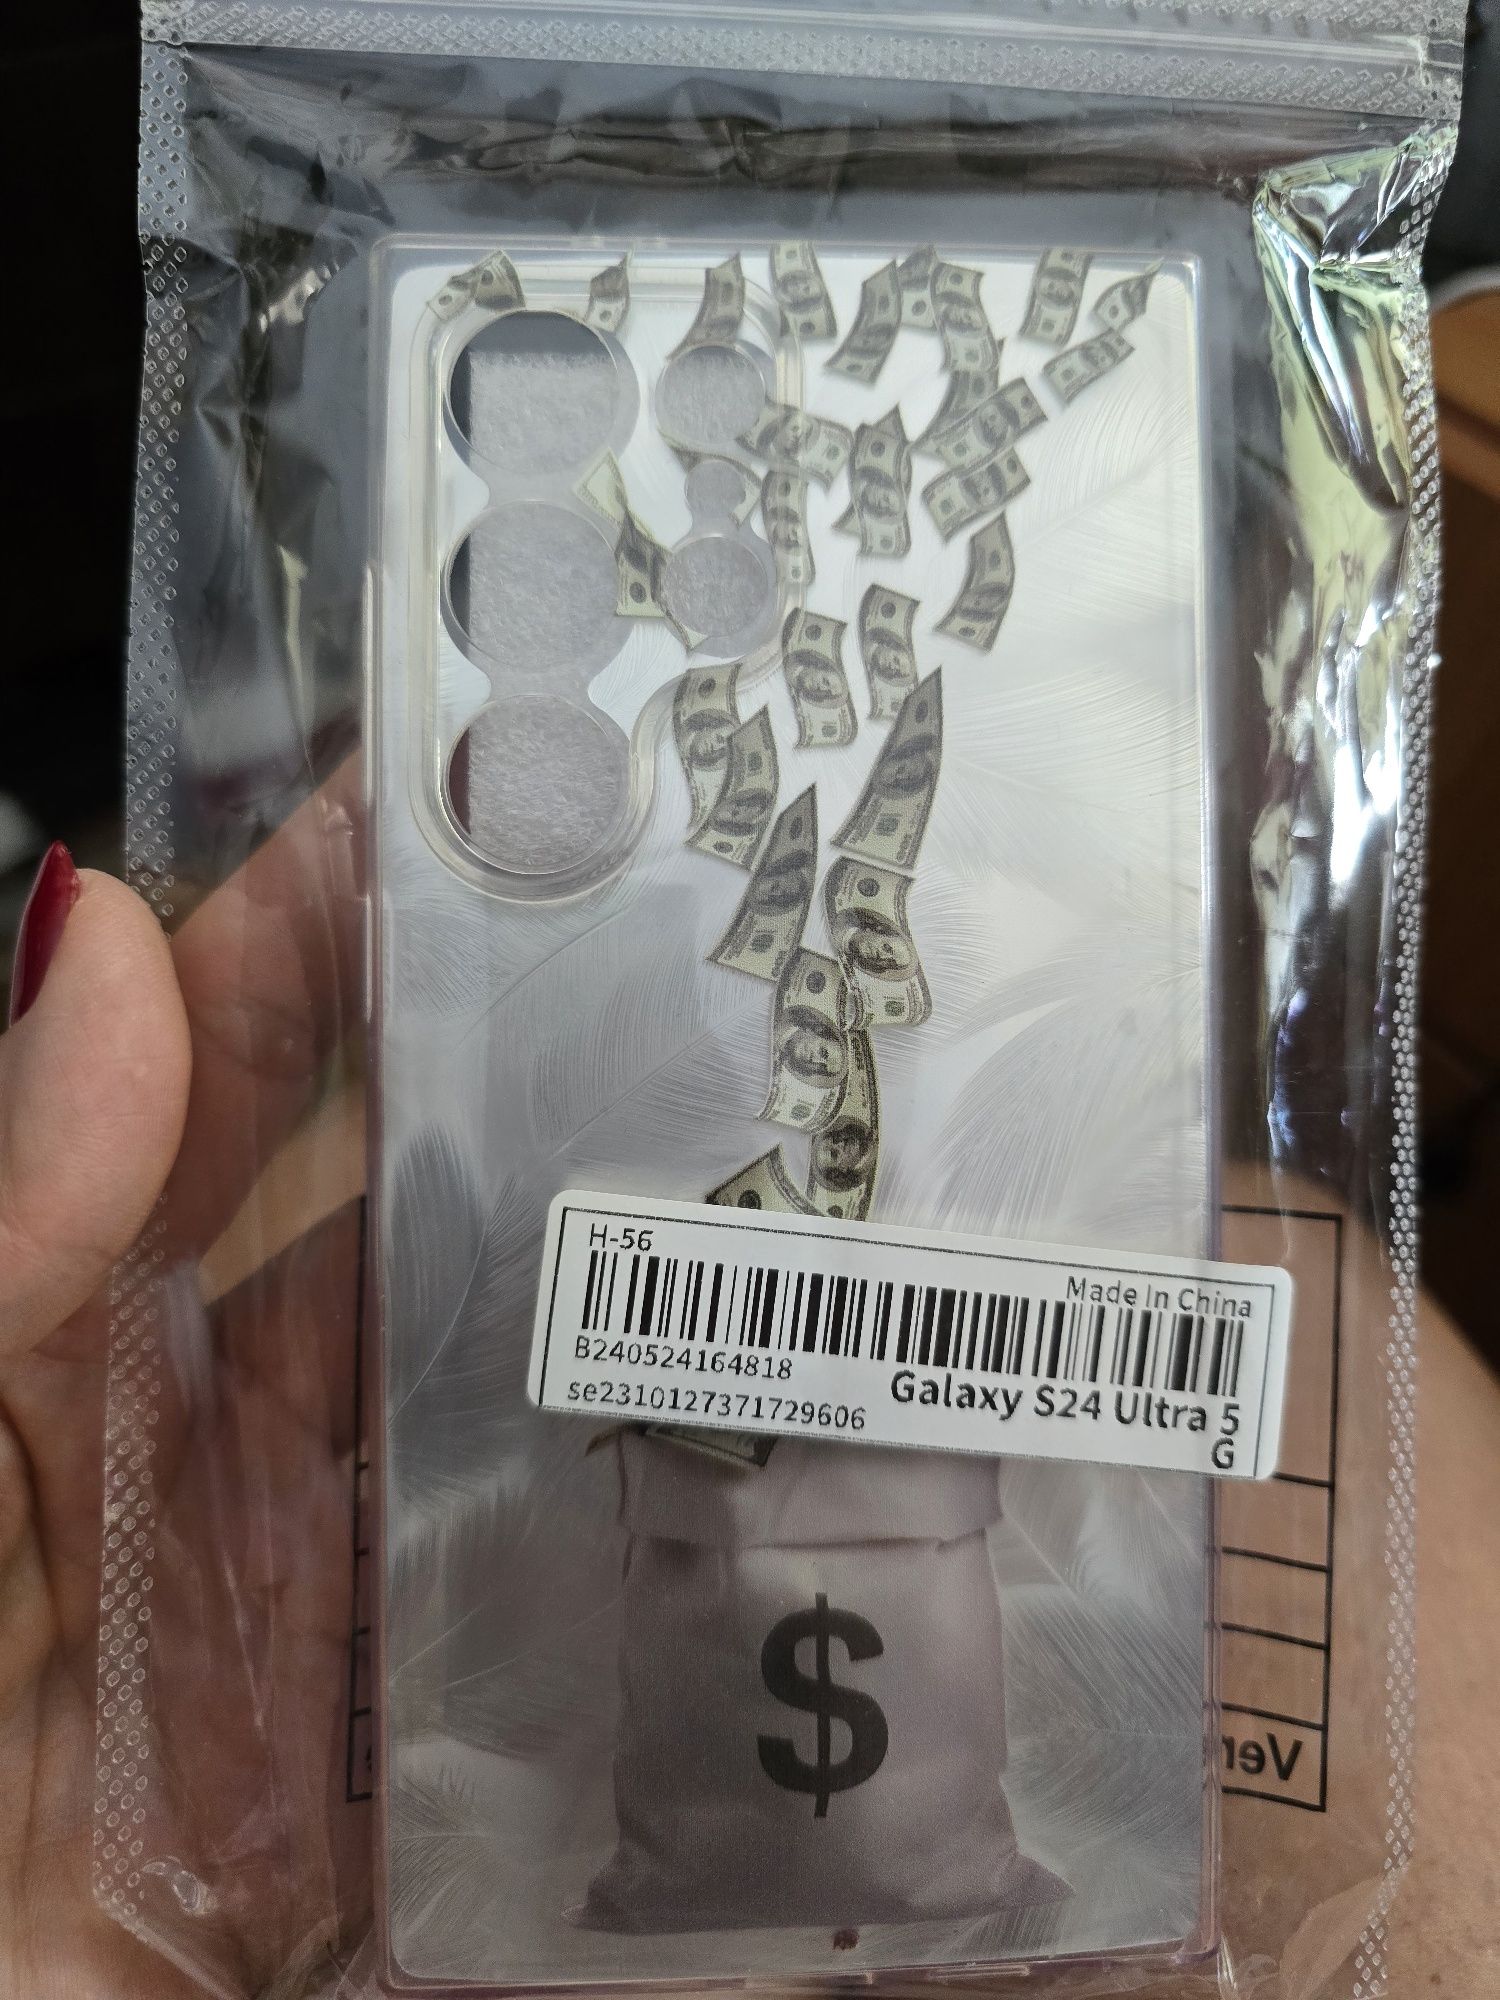 H-56
Made In China
B240524164818
se2310127371729606
Galaxy S24 Ultra 5
G
$
Ver